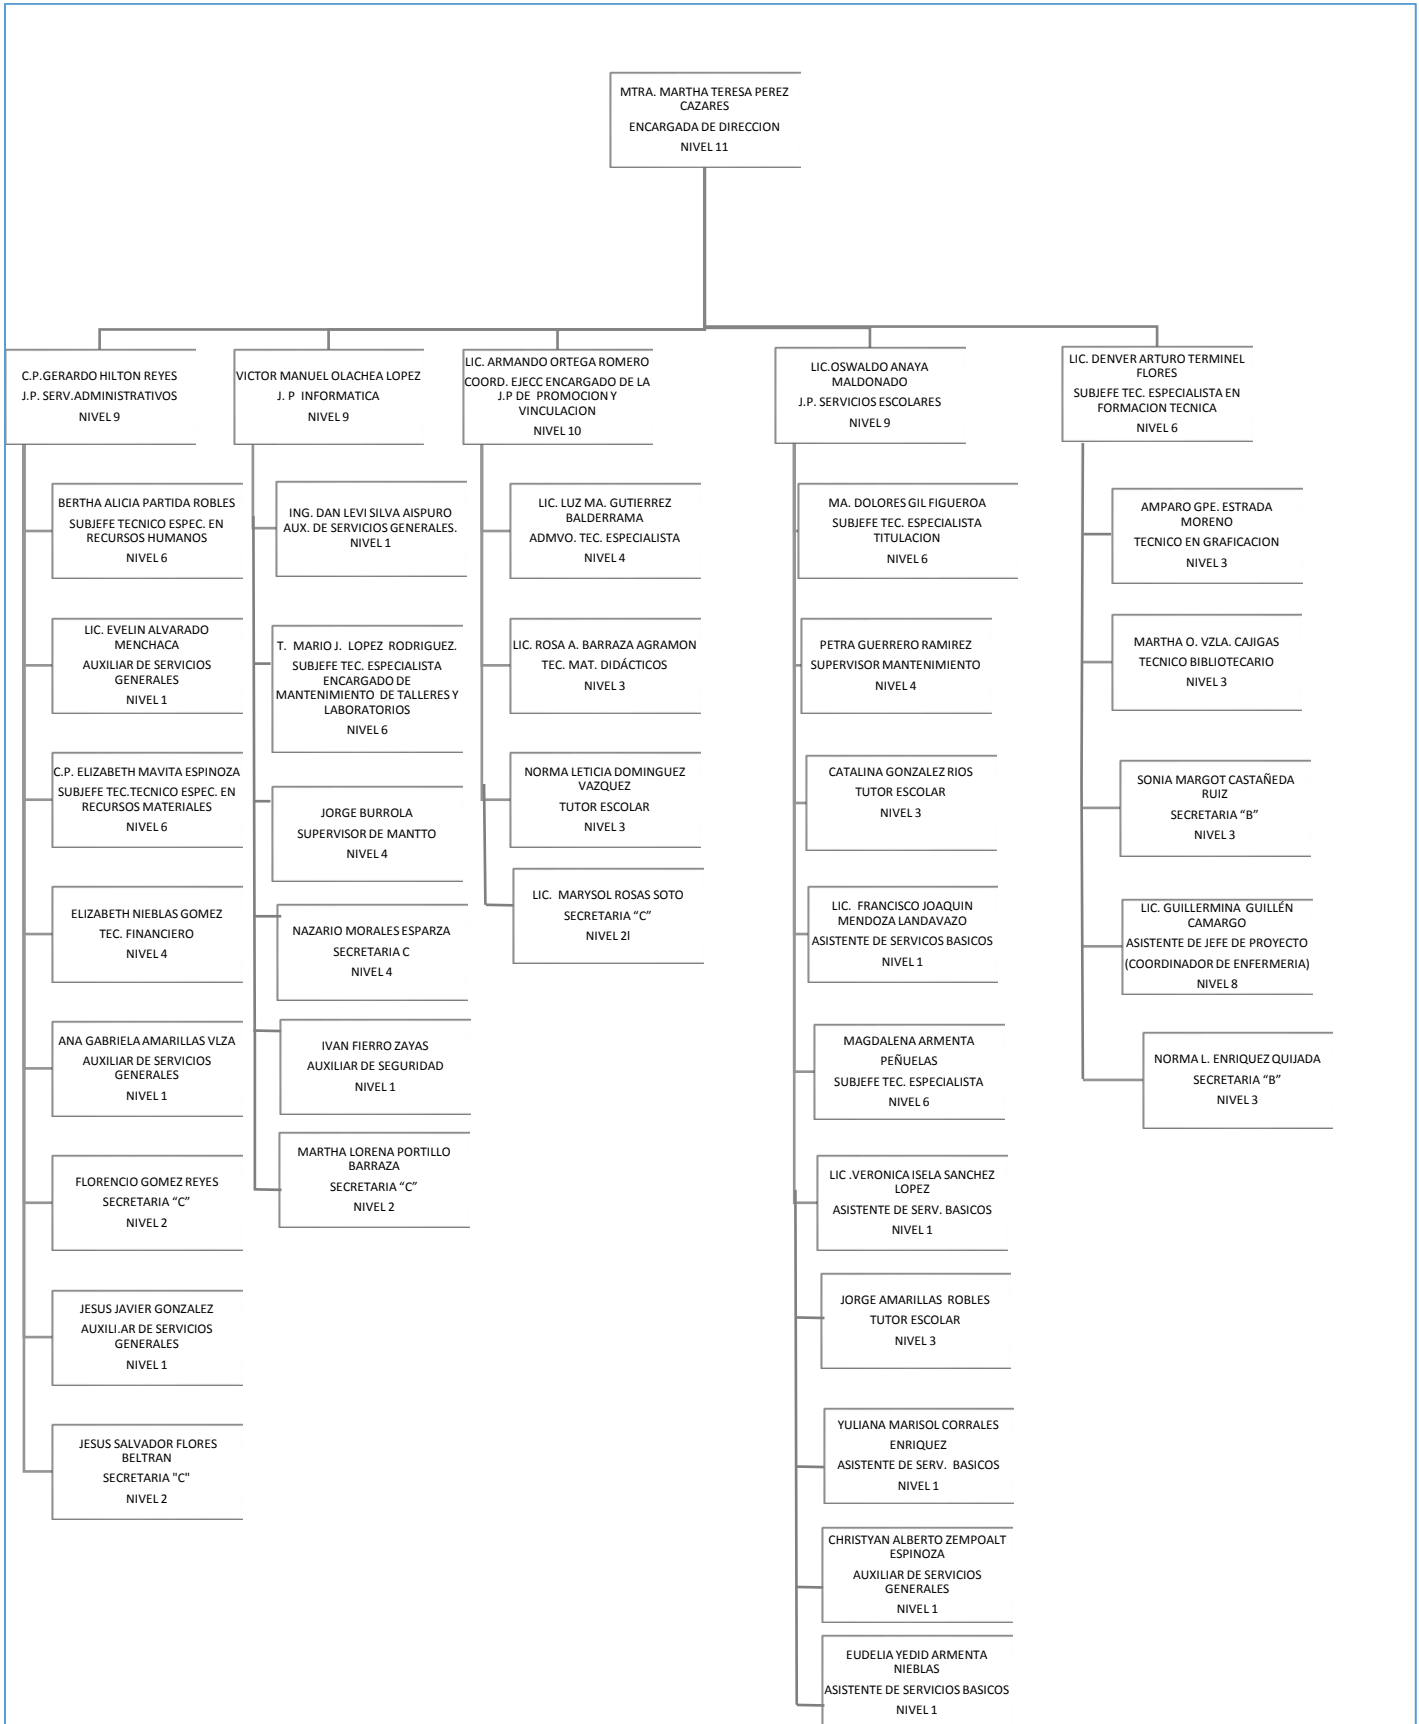 MTRA. MARTHA TERESA PEREZ
CAZARES
ENCARGADA DE DIRECCION
NIVEL 11
C.P.GERARDO HILTON REYES
J.P. SERV.ADMINISTRATIVOS
NIVEL 9
BERTHA ALICIA PARTIDA ROBLES
SUBJEFE TECNICO ESPEC. EN
RECURSOS HUMANOS
NIVEL 6
LIC. EVELIN ALVARADO
MENCHACA
AUXILIAR DE SERVICIOS
GENERALES
NIVEL 1
C.P. ELIZABETH MAVITA ESPINOZA
SUBJEFE TEC.TECNICO ESPEC. EN
RECURSOS MATERIALES
NIVEL 6
ELIZABETH NIEBLAS GOMEZ
TEC. FINANCIERO
NIVEL 4
ANA GABRIELA AMARILLAS VLZA
AUXILIAR DE SERVICIOS
GENERALES
NIVEL 1
FLORENCIO GOMEZ REYES
SECRETARIA “C”
NIVEL 2
JESUS JAVIER GONZALEZ
AUXILI.AR DE SERVICIOS
GENERALES
NIVEL 1
JESUS SALVADOR FLORES
BELTRAN
SECRETARIA "C"
NIVEL 2
VICTOR MANUEL OLACHEA LOPEZ
J. P INFORMATICA
NIVEL 9
ING. DAN LEVI SILVA AISPURO
AUX. DE SERVICIOS GENERALES.
NIVEL 1
T. MARIO J. LOPEZ RODRIGUEZ.
SUBJEFE TEC. ESPECIALISTA
ENCARGADO DE
MANTENIMIENTO DE TALLERES Y
LABORATORIOS
NIVEL 6
JORGE BURROLA
SUPERVISOR DE MANTTO
NIVEL 4
NAZARIO MORALES ESPARZA
SECRETARIA C
NIVEL 4
IVAN FIERRO ZAYAS
AUXILIAR DE SEGURIDAD
NIVEL 1
MARTHA LORENA PORTILLO
BARRAZA
SECRETARIA “C”
NIVEL 2
LIC. ARMANDO ORTEGA ROMERO
COORD. EJECC ENCARGADO DE LA
J.P DE PROMOCION Y
VINCULACION
NIVEL 10
LIC. LUZ MA. GUTIERREZ
BALDERRAMA
ADMVO. TEC. ESPECIALISTA
NIVEL 4
LIC. ROSA A. BARRAZA AGRAMON
TEC. MAT. DIDÁCTICOS
NIVEL 3
NORMA LETICIA DOMINGUEZ
VAZQUEZ
TUTOR ESCOLAR
NIVEL 3
LIC. MARYSOL ROSAS SOTO
SECRETARIA “C”
NIVEL 2l
LIC.OSWALDO ANAYA
MALDONADO
J.P. SERVICIOS ESCOLARES
NIVEL 9
MA. DOLORES GIL FIGUEROA
SUBJEFE TEC. ESPECIALISTA
TITULACION
NIVEL 6
PETRA GUERRERO RAMIREZ
SUPERVISOR MANTENIMIENTO
NIVEL 4
CATALINA GONZALEZ RIOS
TUTOR ESCOLAR
NIVEL 3
LIC. FRANCISCO JOAQUIN
MENDOZA LANDAVAZO
ASISTENTE DE SERVICOS BASICOS
NIVEL 1
MAGDALENA ARMENTA
PEÑUELAS
SUBJEFE TEC. ESPECIALISTA
NIVEL 6
LIC .VERONICA ISELA SANCHEZ
LOPEZ
ASISTENTE DE SERV. BASICOS
NIVEL 1
JORGE AMARILLAS ROBLES
TUTOR ESCOLAR
NIVEL 3
YULIANA MARISOL CORRALES
ENRIQUEZ
ASISTENTE DE SERV. BASICOS
NIVEL 1
CHRISTYAN ALBERTO ZEMPOALT
ESPINOZA
AUXILIAR DE SERVICIOS
GENERALES
NIVEL 1
EUDELIA YEDID ARMENTA
NIEBLAS
ASISTENTE DE SERVICIOS BASICOS
NIVEL 1
LIC. DENVER ARTURO TERMINEL
FLORES
SUBJEFE TEC. ESPECIALISTA EN
FORMACION TECNICA
NIVEL 6
AMPARO GPE. ESTRADA
MORENO
TECNICO EN GRAFICACION
NIVEL 3
MARTHA O. VZLA. CAJIGAS
TECNICO BIBLIOTECARIO
NIVEL 3
SONIA MARGOT CASTAÑEDA
RUIZ
SECRETARIA “B”
NIVEL 3
LIC. GUILLERMINA GUILLÉN
CAMARGO
ASISTENTE DE JEFE DE PROYECTO
(COORDINADOR DE ENFERMERIA)
NIVEL 8
NORMA L. ENRIQUEZ QUIJADA
SECRETARIA “B”
NIVEL 3